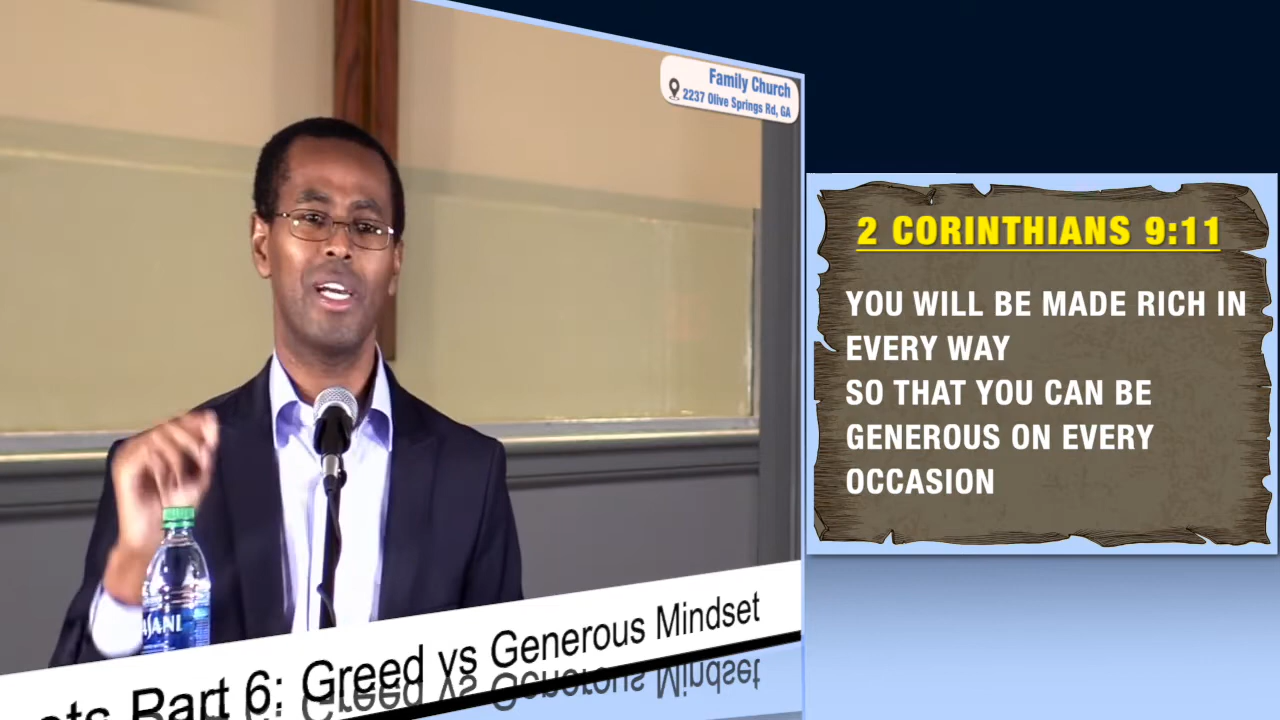 Family Church
2237 Olive Springs Rd, GA
2 CORINTHIANS 9:11
YOU WILL BE MADE RICH IN
EVERY WAY
SO THAT YOU CAN BE
GENEROUS ON EVERY
OCCASION
ASANI
Part 6: Greed vs Generous Mindset